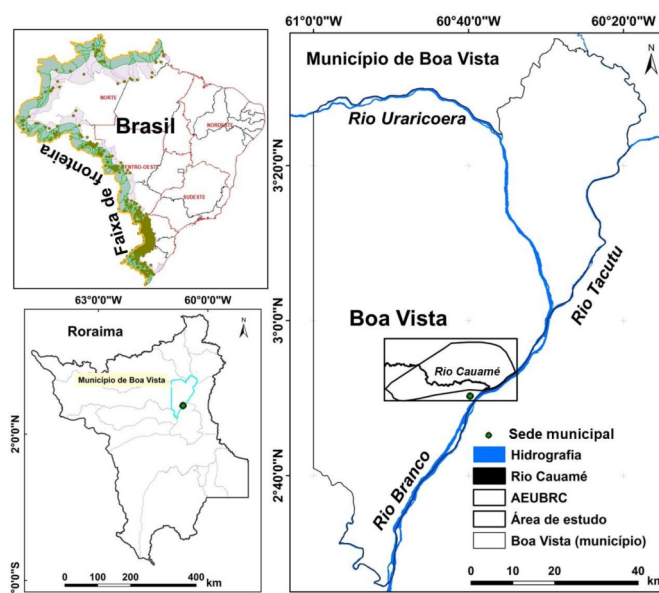 NORTE
NORDESTE
Brasil
SUDESTE
Faixa de fronteira
63°0'0"W 60°0'0"W
Roraima
N
Município de Boa Vista
2°0'0"N
0°0'0"S
0 200 400
km
61°0'0"W 60°40'0"W 60°20'0"W
Município de Boa Vista
N
Rio Uraricoera
3°20'0"N
Rio Tacutu
3°0'0"N
Boa Vista
Rio Cauamé
2°40'0"N
Rio Branco
Sede municipal
Hidrografia
Rio Cauamé
AEUBRC
Área de estudo
Boa Vista (município)
0 10 20 40
km